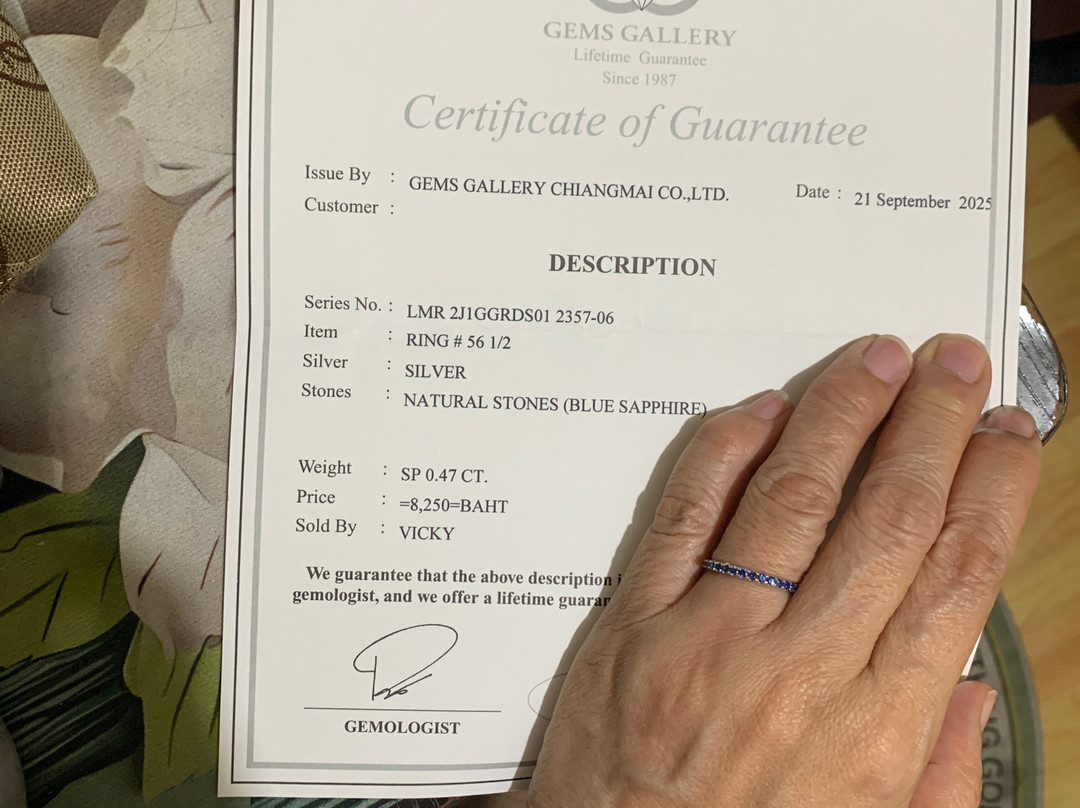 GEMS GALLERY
Lifetime Guarantee
Since 1987
Certificate of Guarantee
Issue By : GEMS GALLERY CHIANGMAI CO.,LTD. Date : 21 September 2025
Customer :
DESCRIPTION
Series No. : LMR 2J1GGRDS01 2357-06
Item : RING # 56 1/2
Silver : SILVER
Stones : NATURAL STONES (BLUE SAPPHIRE)
Weight : SP 0.47 CT.
Price : =8,250=BAHT
Sold By : VICKY
We guarantee that the above description
gemologist, and we offer a lifetime
GEMOLOGIST